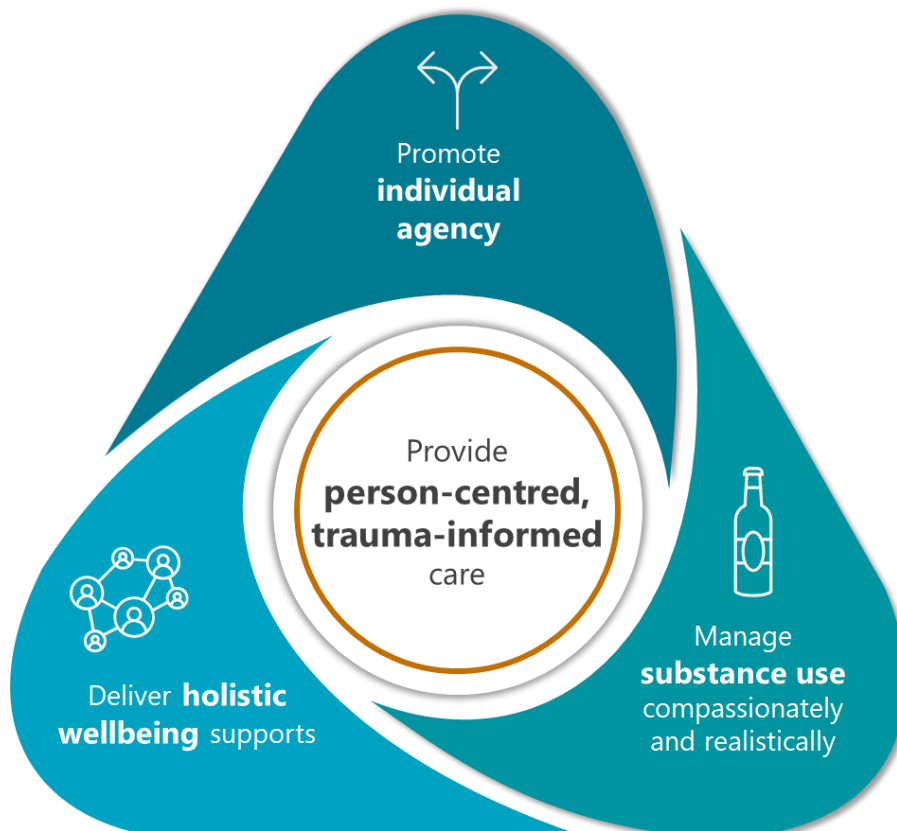 Promote
individual
agency
Provide
person-centred,
trauma-informed
care
Deliver holistic
wellbeing supports
Manage
substance use
compassionately
and realistically